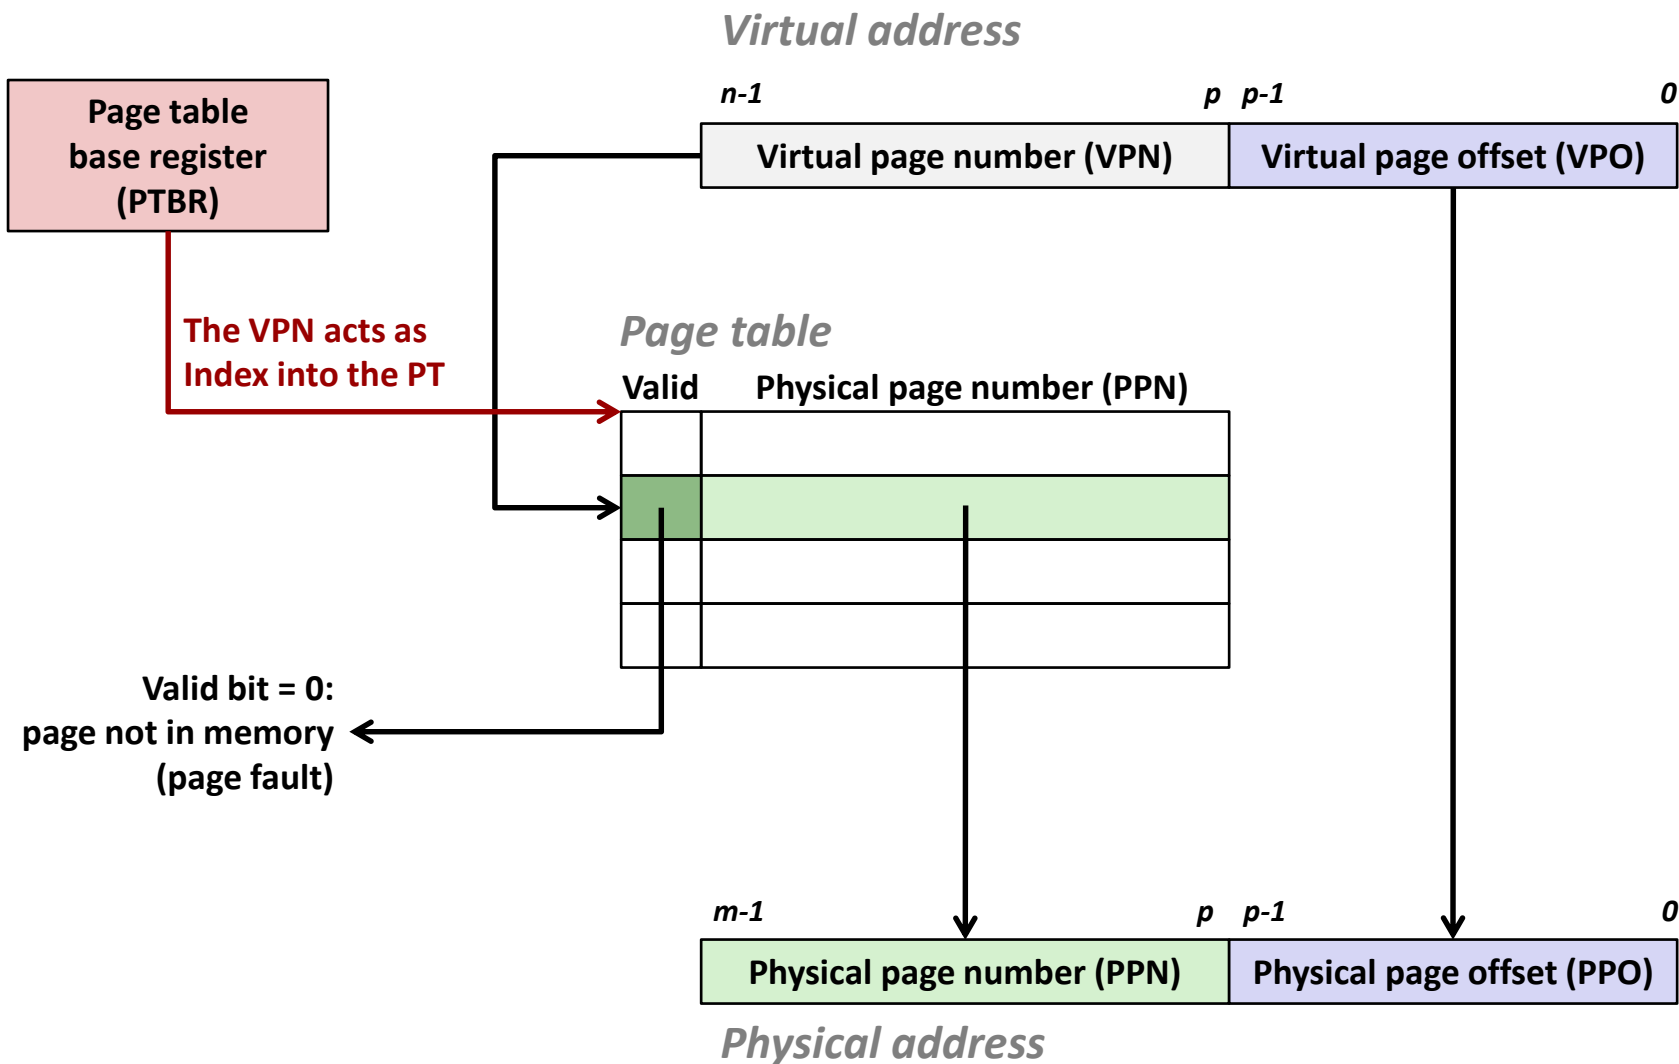 Virtual address
n-1 p p-1 0
Page table
base register
(PTBR)
Virtual page number (VPN) Virtual page offset (VPO)
The VPN acts as
Index into the PT
Page table
Valid Physical page number (PPN)
Valid bit = 0:
page not in memory
(page fault)
m-1 p p-1 0
Physical page number (PPN) Physical page offset (PPO)
Physical address